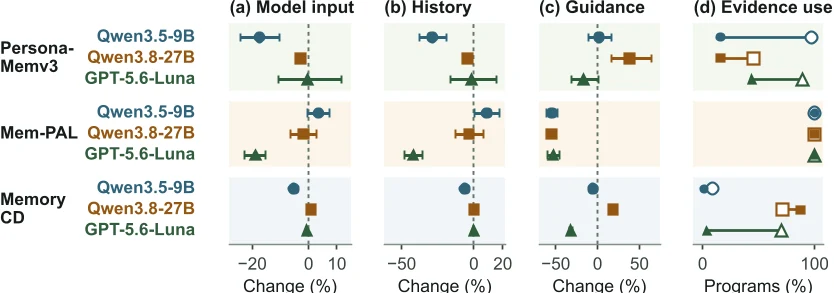 (a) Model input (b) History (c) Guidance (d) Evidence use
Persona-
Memv3
Qwen3.5-9B
Qwen3.8-27B
GPT-5.6-Luna
Mem-PAL
Qwen3.5-9B
Qwen3.8-27B
GPT-5.6-Luna
Memory
CD
Qwen3.5-9B
Qwen3.8-27B
GPT-5.6-Luna
−20 0 10 −50 0 20 −50 0 50 0 100
Change (%) Change (%) Change (%) Programs (%)